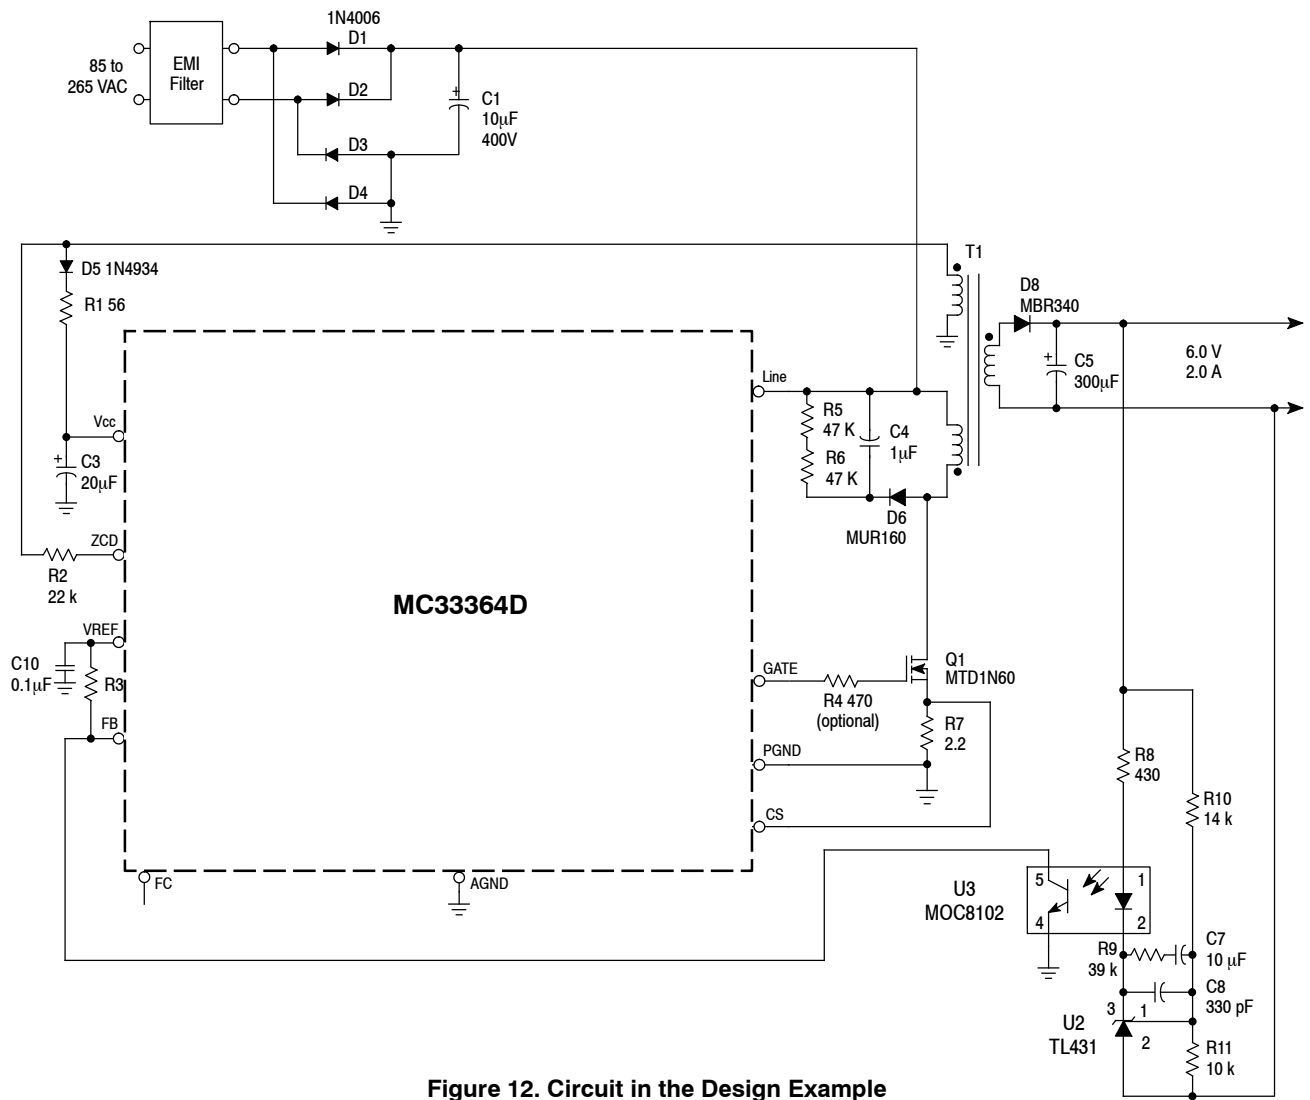 1N4006
D1
85 to
265 VAC
EMI
Filter
D2
+
C1
10μF
400V
D3
D4
T1
D5 1N4934
R1 56
D8
MBR340
+
C5
300μF
6.0 V
2.0 A
Line
R5
47 K
C4
1μF
R6
47 K
D6
MUR160
Vcc
+
C3
20μF
ZCD
R2
22 k
MC33364D
VREF
C10
0.1μF
R3
FB
GATE
R4 470
(optional)
Q1
MTD1N60
R7
2.2
PGND
CS
R8
430
R10
14 k
FC
AGND
U3
MOC8102
5
4
1
2
R9
39 k
C7
10 μF
C8
330 pF
3
1
2
U2
TL431
R11
10 k
Figure 12. Circuit in the Design Example